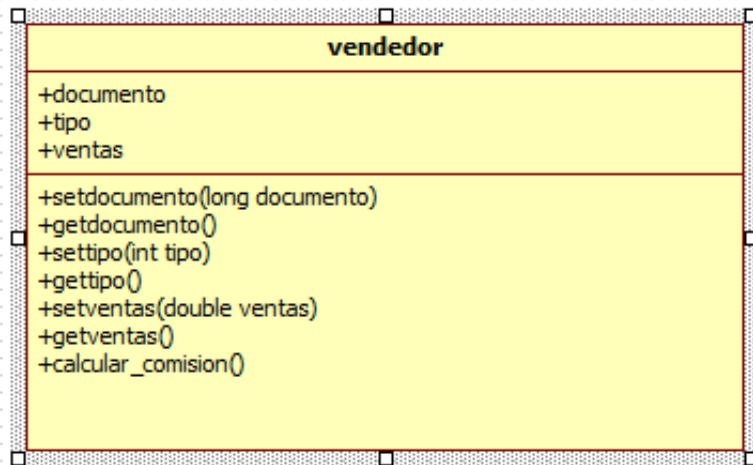 vendedor
+documento
+tipo
+ventas
+setdocumento(long documento)
+getdocumento()
+settipo(int tipo)
+gettipo()
+setventas(double ventas)
+getventas()
+calcular_comision()